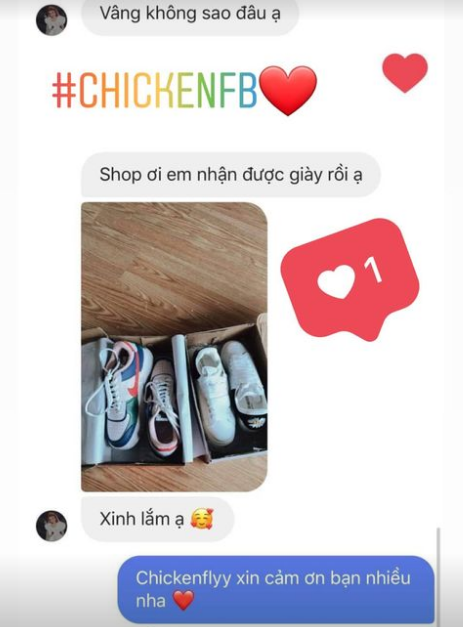 Vâng không sao đâu ạ
#CHICKENFB❤️
Shop ơi em nhận được giày rồi ạ
1
Xinh lắm ạ 🥰
Chickenflyy xin cảm ơn bạn nhiều
nha ❤️